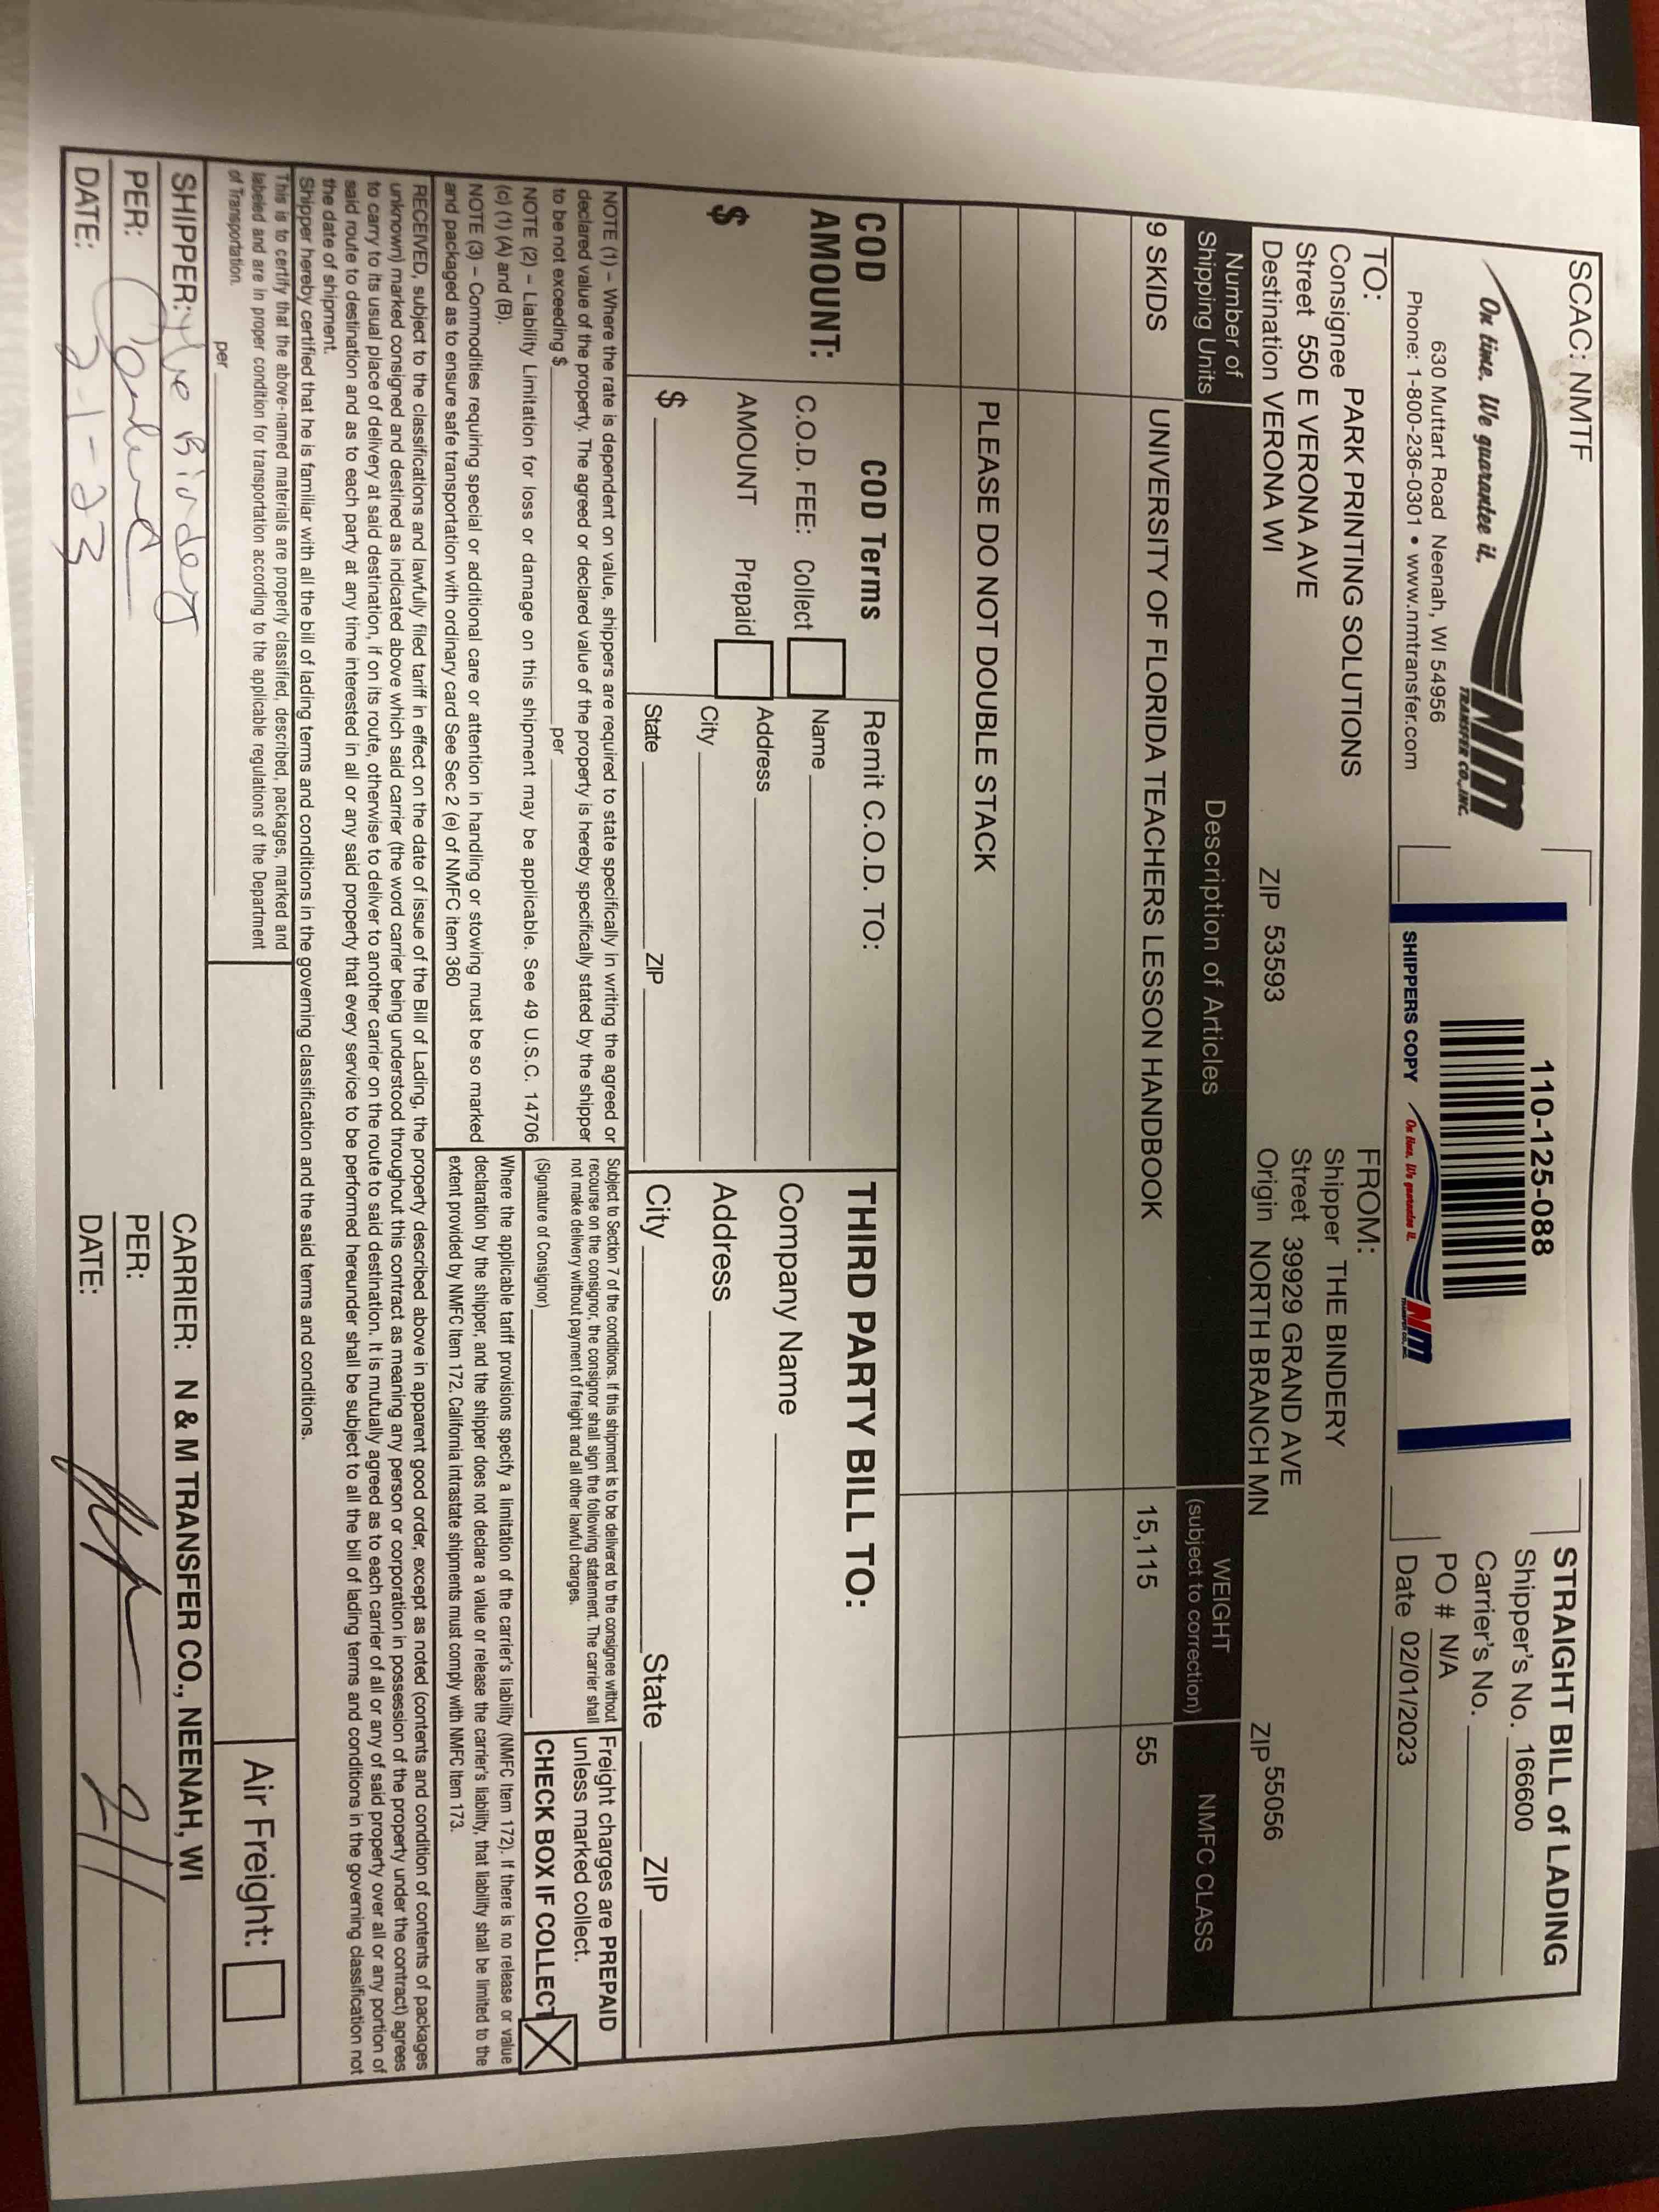 SCAC: NMTF
On time. We guarantee it.
NM
TRANSFER CO., INC.
630 Muttart Road Neenah, WI 54956
Phone: 1-800-236-0301 • www.nmtransfer.com
110-125-088
SHIPPERS COPY
On time. We guarantee it.
NM
STRAIGHT BILL of LADING
Shipper's No. 166600
Carrier's No.
PO # N/A
Date 02/01/2023
TO:
Consignee PARK PRINTING SOLUTIONS
Street 550 E VERONA AVE
Destination VERONA WI ZIP 53593
FROM:
Shipper THE BINDERY
Street 39929 GRAND AVE
Origin NORTH BRANCH MN ZIP 55056
Number of Shipping Units Description of Articles WEIGHT (subject to correction) NMFC CLASS
9 SKIDS UNIVERSITY OF FLORIDA TEACHERS LESSON HANDBOOK 15,115 55
PLEASE DO NOT DOUBLE STACK
COD AMOUNT:
$
COD Terms
C.O.D. FEE: Collect
AMOUNT Prepaid
$
Remit C.O.D. TO:
Name
Address
City
State ZIP
THIRD PARTY BILL TO:
Company Name
Address
City State ZIP
NOTE (1) – Where the rate is dependent on value, shippers are required to state specifically in writing the agreed or
declared value of the property. The agreed or declared value of the property is hereby specifically stated by the shipper
to be not exceeding $ per
NOTE (2) – Liability Limitation for loss or damage on this shipment may be applicable. See 49 U.S.C. 14706
(c) (1) (A) and (B).
NOTE (3) – Commodities requiring special or additional care or attention in handling or stowing must be so marked
and packaged as to ensure safe transportation with ordinary card See Sec 2 (e) of NMFC item 360
Subject to Section 7 of the conditions. If this shipment is to be delivered to the consignee without
recourse on the consignor, the consignor shall sign the following statement. The carrier shall
not make delivery without payment of freight and all other lawful charges.
(Signature of Consignor)
Freight charges are PREPAID
unless marked collect.
CHECK BOX IF COLLECT X
Where the applicable tariff provisions specify a limitation of the carrier's liability (NMFC Item 172). If there is no release or value
declaration by the shipper, and the shipper does not declare a value or release the carrier's liability, that liability shall be limited to the
extent provided by NMFC Item 172. California intrastate shipments must comply with NMFC Item 173.
RECEIVED, subject to the classifications and lawfully filed tariff in effect on the date of issue of the Bill of Lading, the property described above in apparent good order, except as noted (contents and condition of contents of packages
unknown) marked consigned and destined as indicated above which said carrier (the word carrier being understood throughout this contract as meaning any person or corporation in possession of the property under the contract) agrees
to carry to its usual place of delivery at said destination, if on its route, otherwise to deliver to another carrier on the route to said destination. It is mutually agreed as to each carrier of all or any of said property over all or any portion of
said route to destination and as to each party at any time interested in all or any said property that every service to be performed hereunder shall be subject to all the bill of lading terms and conditions in the governing classification not
the date of shipment.
Shipper hereby certified that he is familiar with all the bill of lading terms and conditions in the governing classification and the said terms and conditions.
This is to certify that the above-named materials are properly classified, described, packages, marked and
labeled and are in proper condition for transportation according to the applicable regulations of the Department
of Transportation.
per
Air Freight:
SHIPPER: The Bindery
PER:
DATE: 2-1-23
CARRIER: N & M TRANSFER CO., NEENAH, WI
PER:
DATE: 2/1